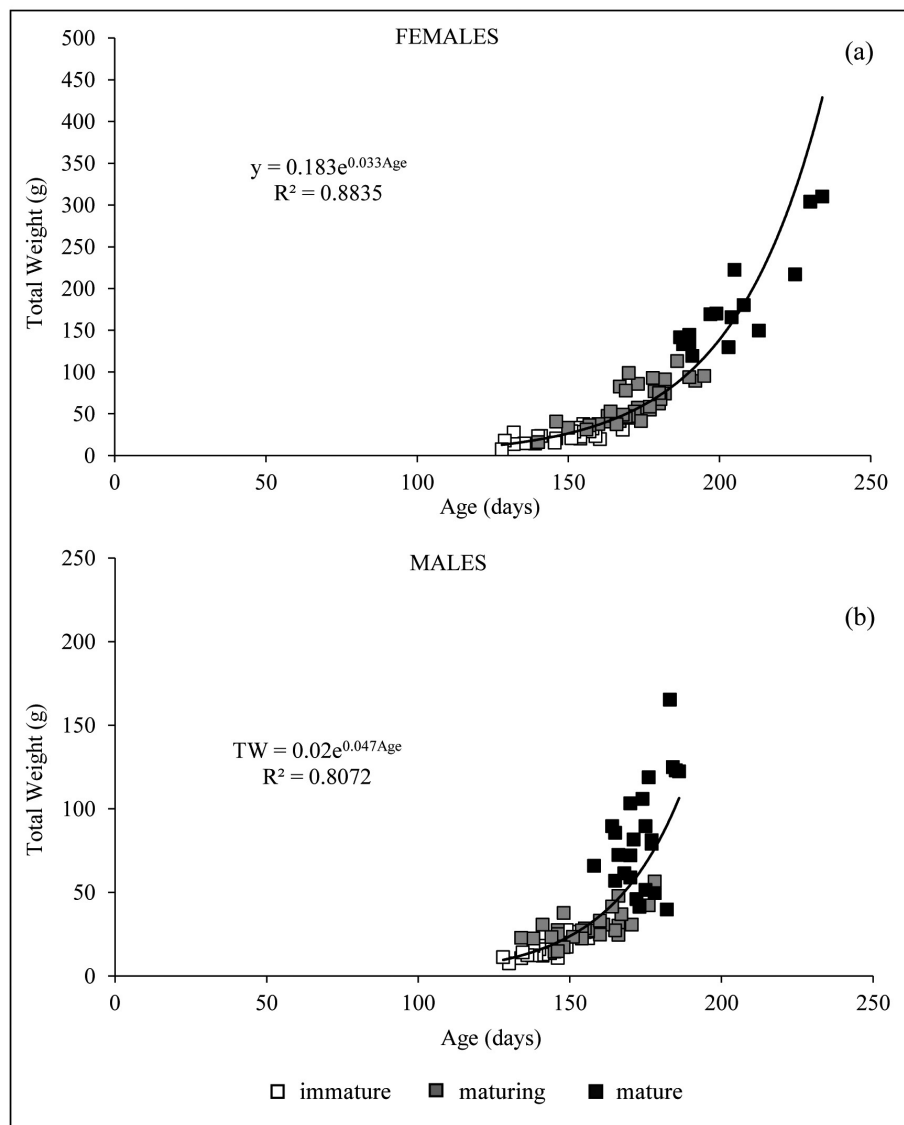 FEMALES
(a)
500
450
400
350
300
250
200
150
100
50
0
Total Weight (g)
y = 0.183e^0.033Age
R² = 0.8835
0 50 100 150 200 250
Age (days)
MALES
(b)
250
200
150
100
50
0
Total Weight (g)
TW = 0.02e^0.047Age
R² = 0.8072
0 50 100 150 200 250
Age (days)
immature maturing mature